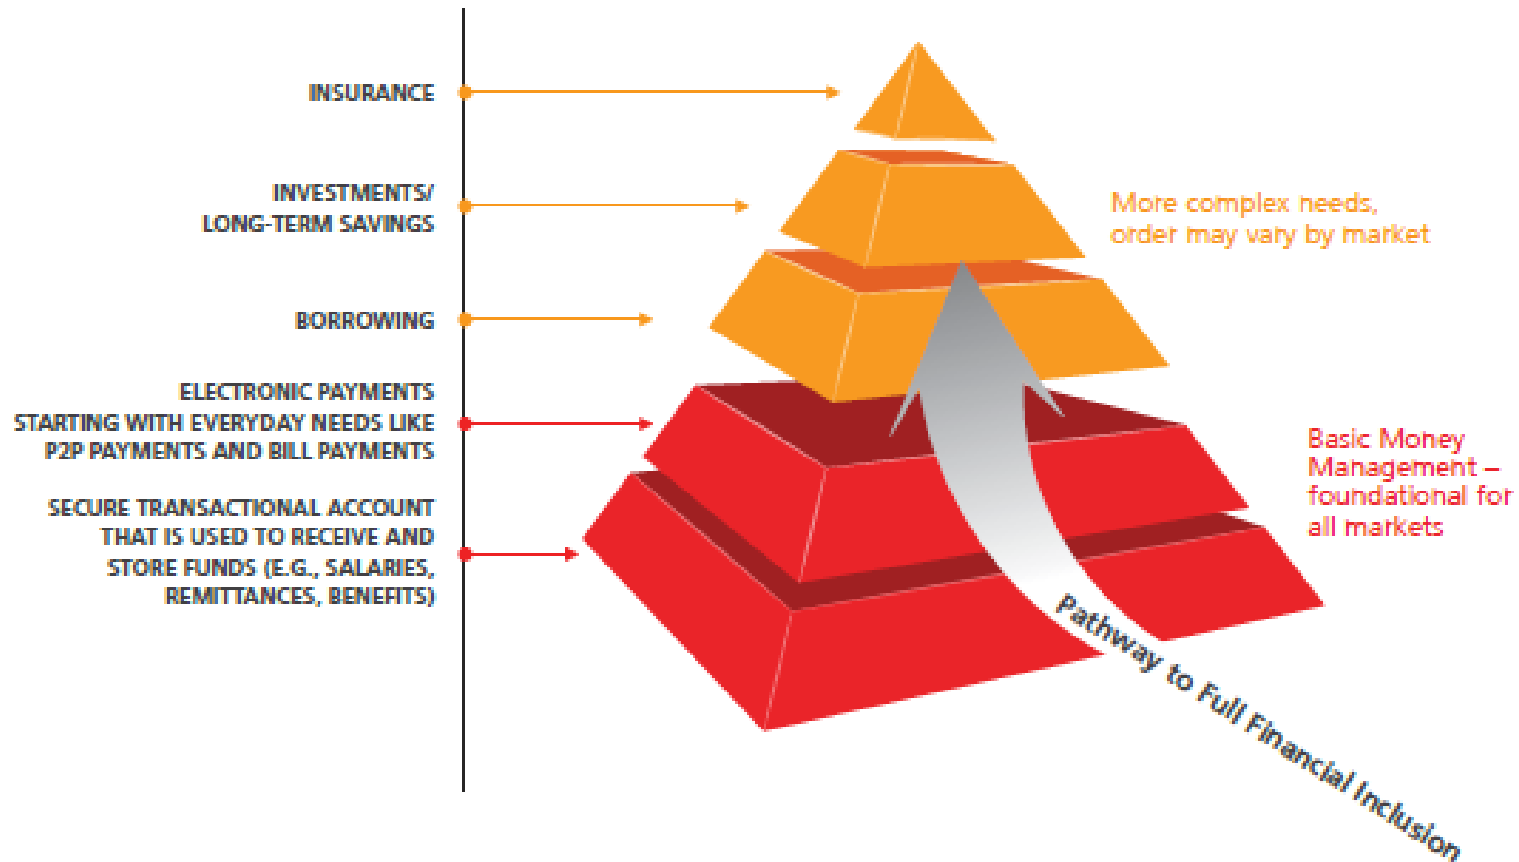 INSURANCE
INVESTMENTS/
LONG-TERM SAVINGS
More complex needs,
order may vary by market
BORROWING
ELECTRONIC PAYMENTS
STARTING WITH EVERYDAY NEEDS LIKE
P2P PAYMENTS AND BILL PAYMENTS
Basic Money
Management –
foundational for
all markets
SECURE TRANSACTIONAL ACCOUNT
THAT IS USED TO RECEIVE AND
STORE FUNDS (E.G., SALARIES,
REMITTANCES, BENEFITS)
Pathway to Full Financial Inclusion